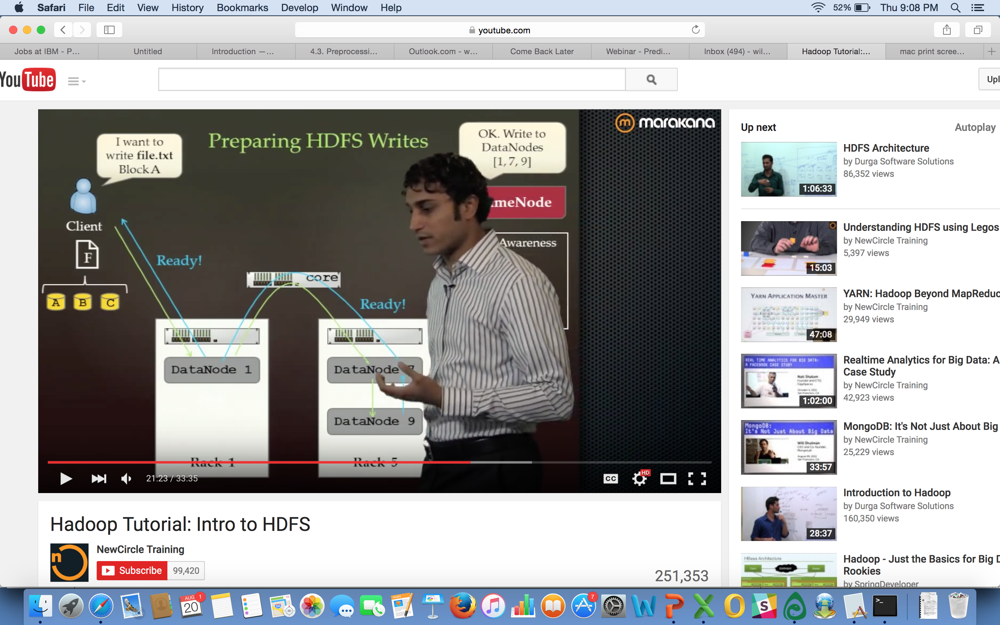 Safari File Edit View History Bookmarks Develop Window Help 52% Thu 9:08 PM
youtube.com
Jobs at IBM - P... Untitled Introduction —... 4.3. Preprocessi... Outlook.com - w... Come Back Later Webinar - Predi... Inbox (494) - wil... Hadoop Tutorial:... mac print scree... +
YouTube
Upl
marakana
Preparing HDFS Writes
I want to
write file.txt
Block A
OK. Write to
DataNodes
[1, 7, 9]
meNode
Client
Awareness
F
Ready!
core
A B C
Ready!
DataNode 1
DataNode 7
DataNode 9
Rack 1
Rack 5
21:23 / 33:35
CC
HD
Hadoop Tutorial: Intro to HDFS
n
NewCircle Training
Subscribe 99,420
251,353
Up next Autoplay
HDFS Architecture
by Durga Software Solutions
86,352 views
1:06:33
Understanding HDFS using Legos
by NewCircle Training
5,397 views
15:03
YARN APPLICATION MASTER
YARN: Hadoop Beyond MapReduc
by NewCircle Training
29,949 views
47:08
REAL TIME ANALYTICS FOR BIG DATA:
A FACEBOOK CASE STUDY
Nati Shalom
Realtime Analytics for Big Data: A
Case Study
by NewCircle Training
42,923 views
1:02:00
MongoDB:
It's Not Just About Big Data
Will Shulman
MongoDB: It's Not Just About Big
by NewCircle Training
25,229 views
33:57
Introduction to Hadoop
by Durga Software Solutions
160,350 views
28:37
HBase Architecture
Hadoop - Just the Basics for Big D
Rookies
by SpringDeveloper
AUG 1
20
PAGES
3D
7
W P X O S
>_